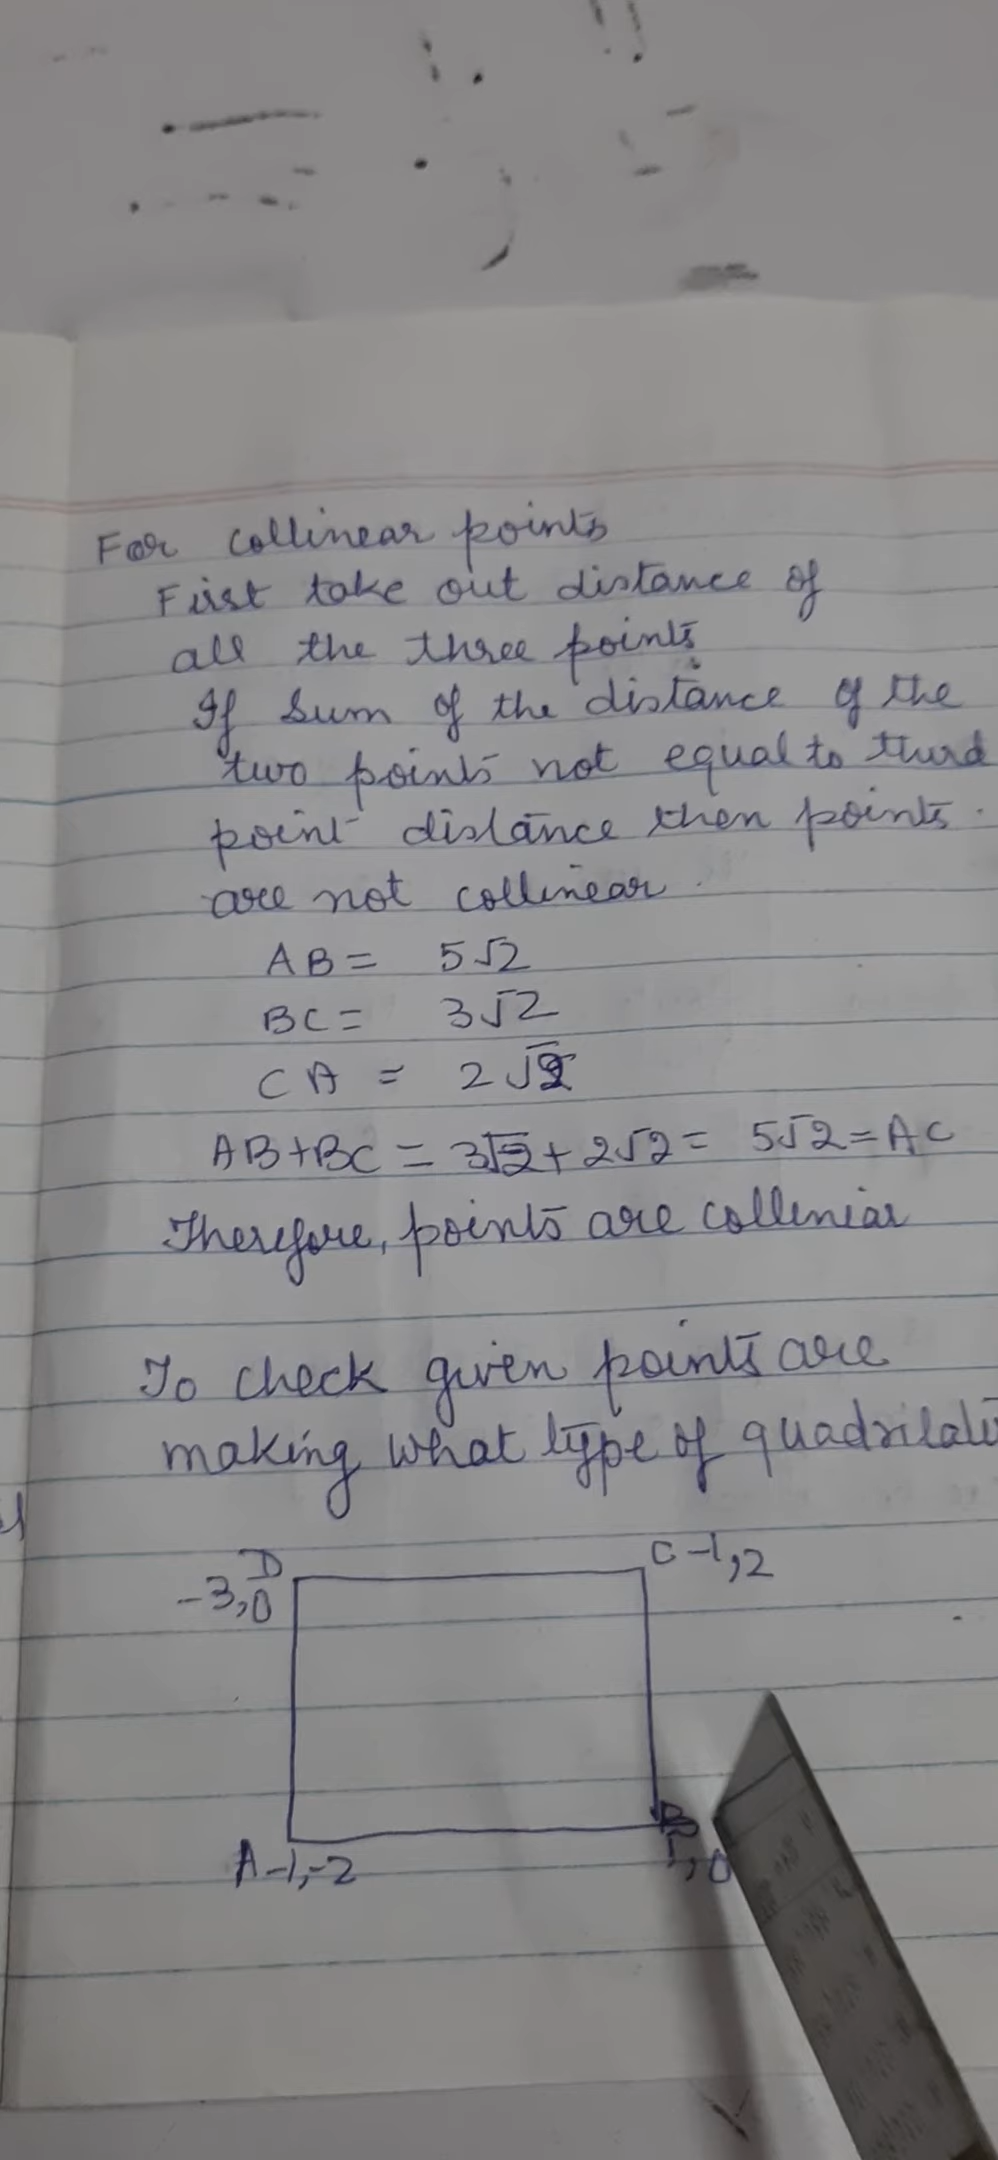 For collinear points
First take out distance of
all the three points
If sum of the distance of the
two points not equal to third
point distance then points
are not collinear
AB = 5√2
BC = 3√2
CA = 2√2
AB+BC = 3√2 + 2√2 = 5√2 = AC
Therefore, points are colleniar
To check given points are
making what type of
D
C -1,2
-3,0
A -1,-2
B
1,0